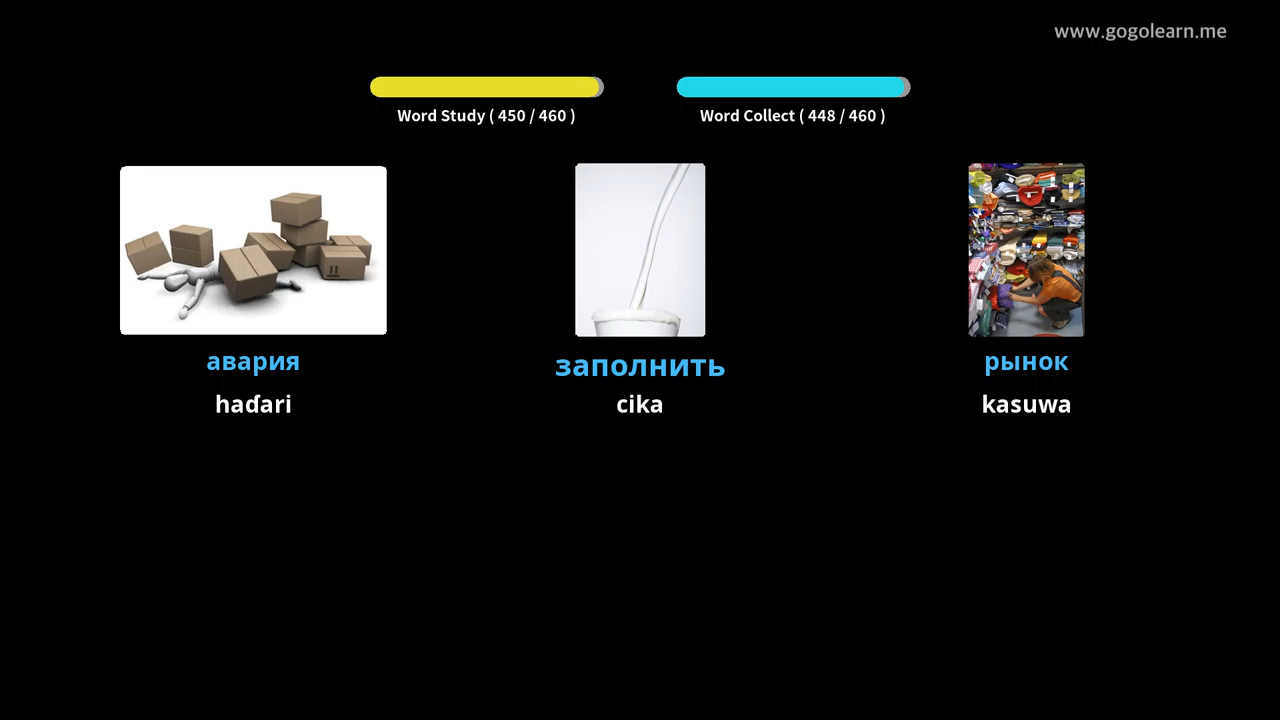 www.gogolearn.me
Word Study ( 450 / 460 )
Word Collect ( 448 / 460 )
авария
заполнить
рынок
haɗari
cika
kasuwa